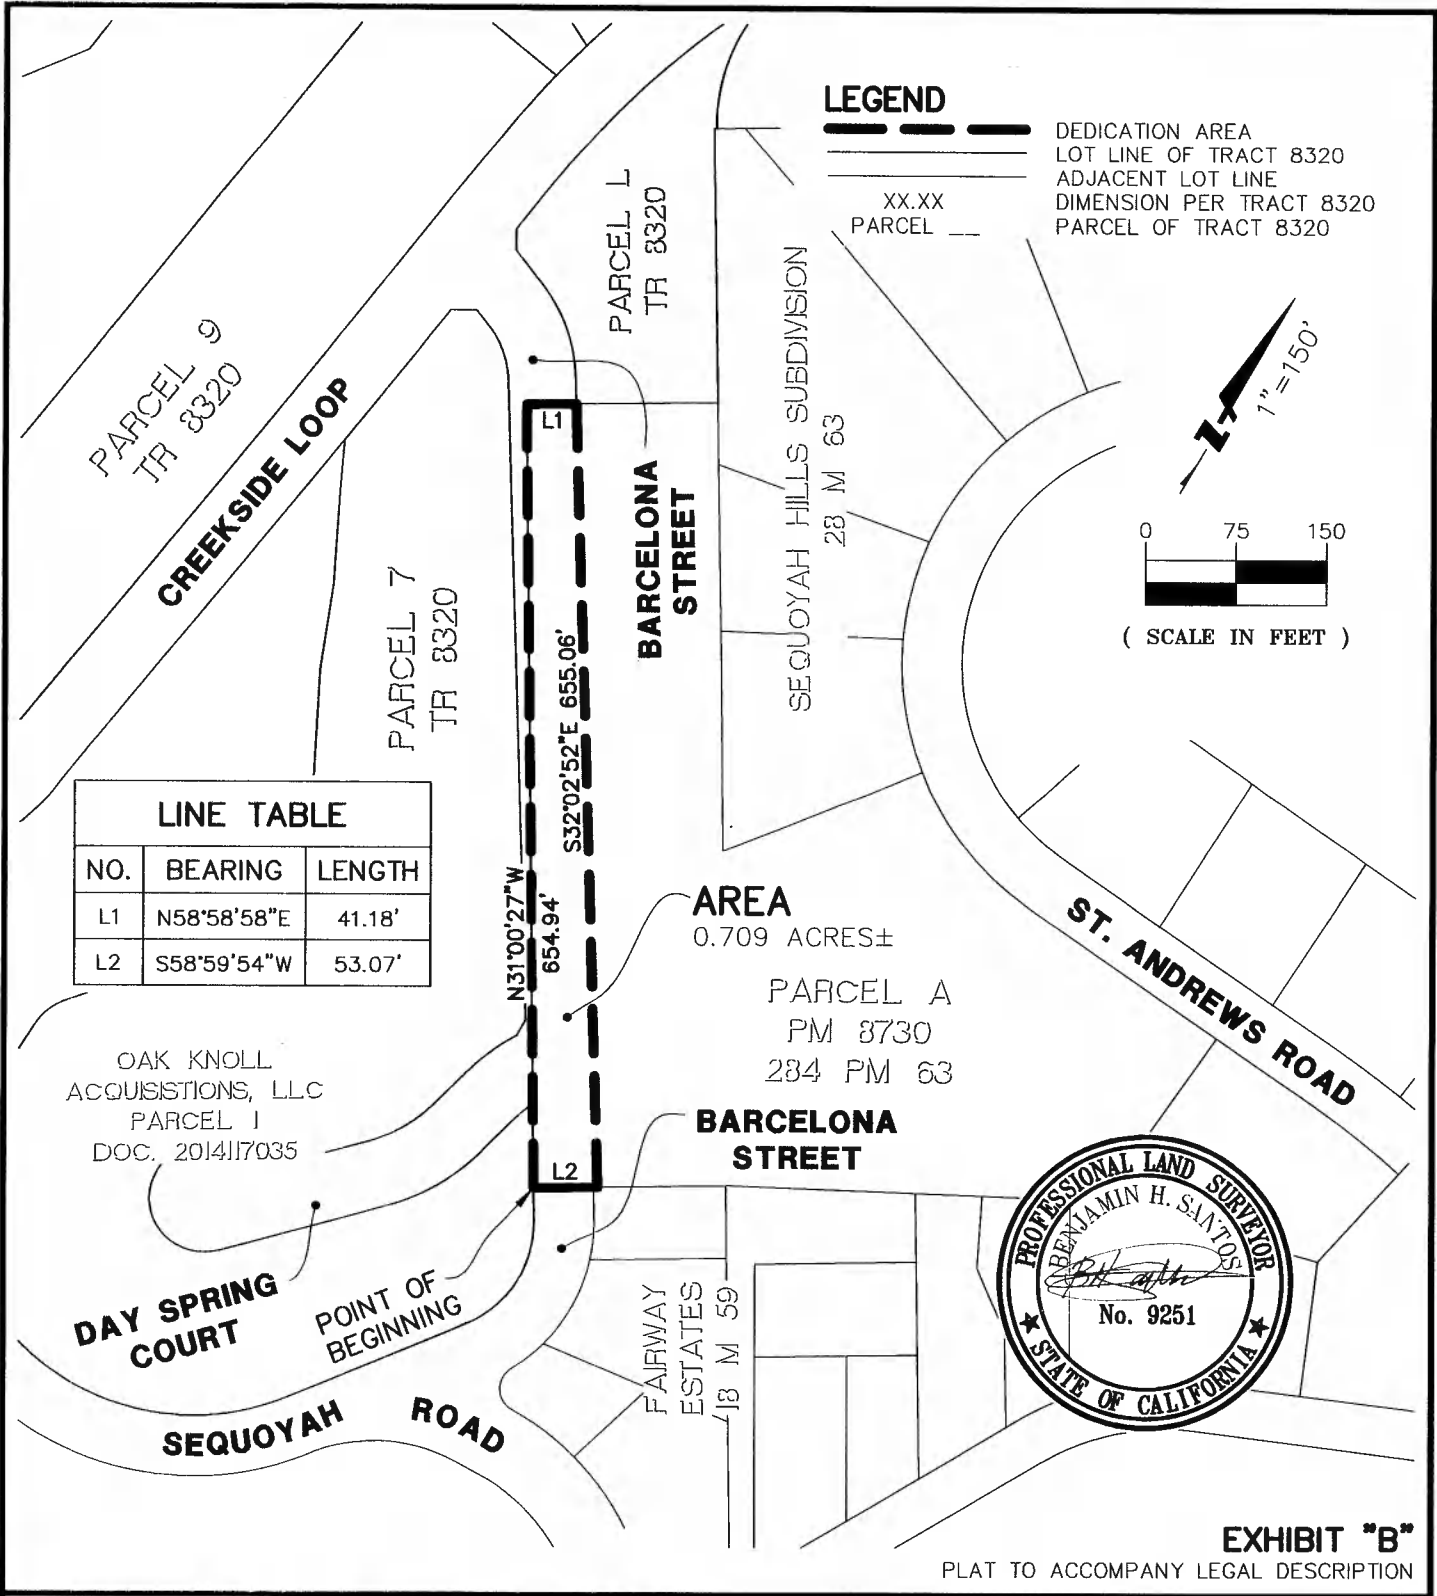 LEGEND
DEDICATION AREA
LOT LINE OF TRACT 8320
ADJACENT LOT LINE
XX.XX DIMENSION PER TRACT 8320
PARCEL __ PARCEL OF TRACT 8320
PARCEL L
TR 8320
SEQUOYAH HILLS SUBDIVISION
28 M 63
PARCEL 9
TR 8320
CREEKSIDE LOOP
Z
1"=150'
0 75 150
( SCALE IN FEET )
L1
BARCELONA
STREET
PARCEL 7
TR 8320
S32°02'52"E 655.06'
N31°00'27"W
654.94'
LINE TABLE
NO. BEARING LENGTH
L1 N58°58'58"E 41.18'
L2 S58°59'54"W 53.07'
AREA
0.709 ACRES±
PARCEL A
PM 8730
284 PM 63
ST. ANDREWS ROAD
OAK KNOLL
ACQUISISTIONS, LLC
PARCEL 1
DOC. 2014117035
BARCELONA
STREET
L2
DAY SPRING
COURT
POINT OF
BEGINNING
SEQUOYAH ROAD
FAIRWAY
ESTATES
18 M 59
PROFESSIONAL LAND SURVEYOR
BENJAMIN H. SANTOS
No. 9251
STATE OF CALIFORNIA
EXHIBIT "B"
PLAT TO ACCOMPANY LEGAL DESCRIPTION